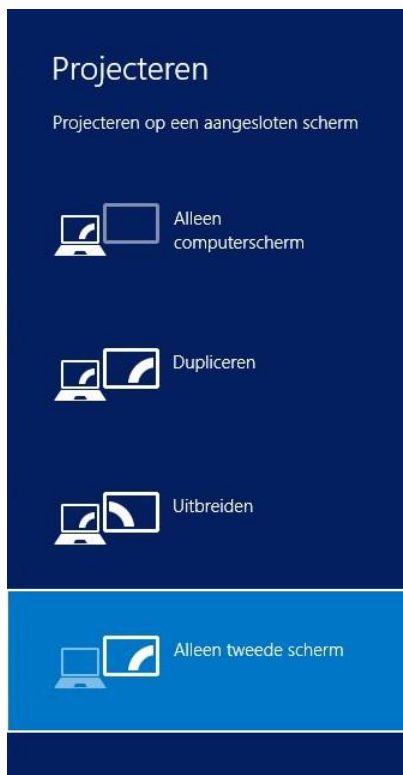 Projecteren
Projecteren op een aangesloten scherm
Alleen
computerscherm
Dupliceren
Uitbreiden
Alleen tweede scherm